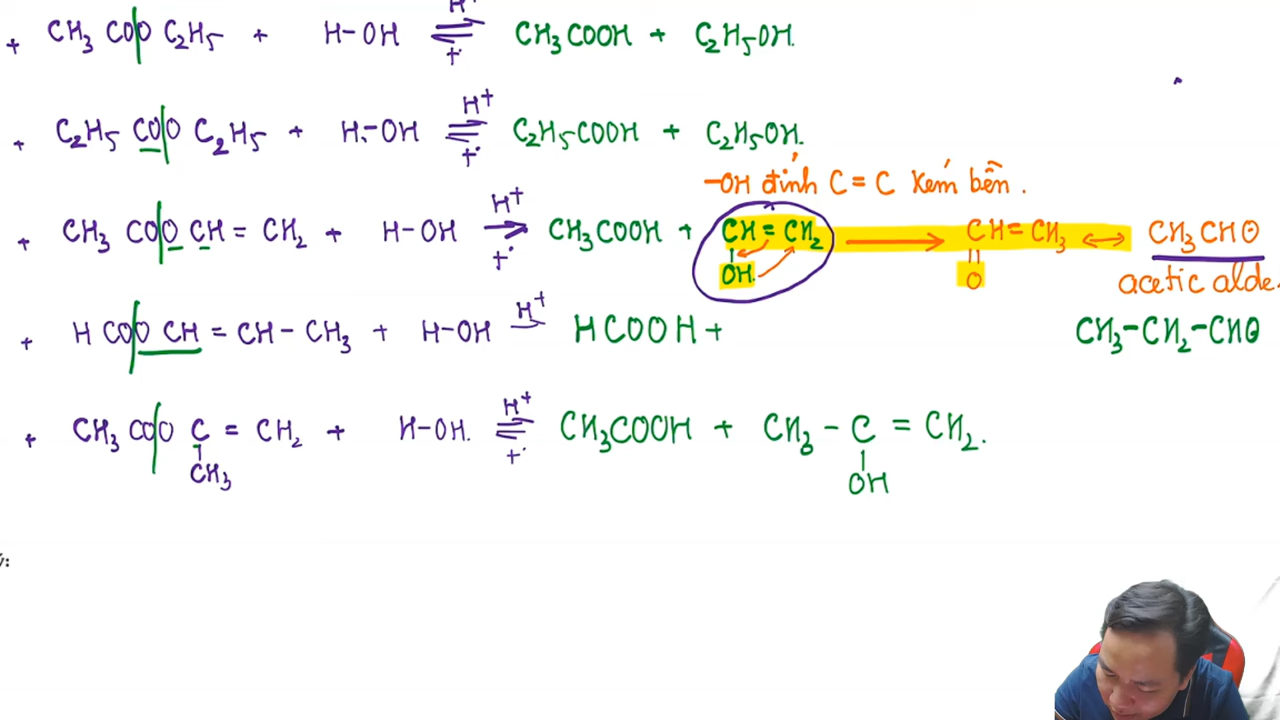 + CH3 COO C2H5 + H-OH ⇌ H+ t° CH3COOH + C2H5OH.
+ C2H5 COO C2H5 + H-OH ⇌ H+ t° C2H5COOH + C2H5OH.
-OH đính C = C kém bền.
+ CH3 COO CH = CH2 + H-OH → H+ t° CH3COOH + CH = CH2 → CH = CH3 ↔ CH3CHO
OH O acetic alde.
+ H COO CH = CH - CH3 + H-OH → H+ HCOOH + CH3-CH2-CHO
+ CH3 COO C = CH2 + H-OH. ⇌ H+ t° CH3COOH + CH3 - C = CH2.
CH3 OH